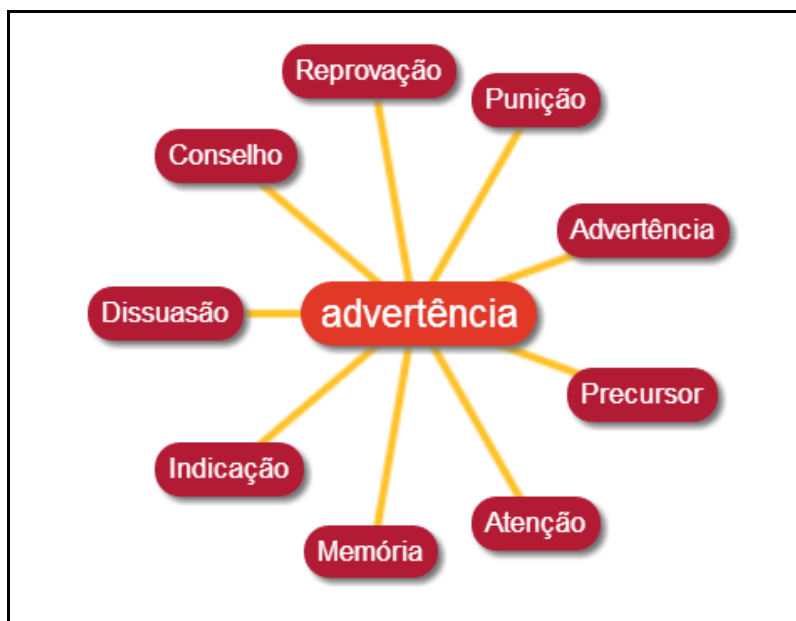 Reprovação
Punição
Conselho
Advertência
Dissuasão
advertência
Precursor
Indicação
Atenção
Memória